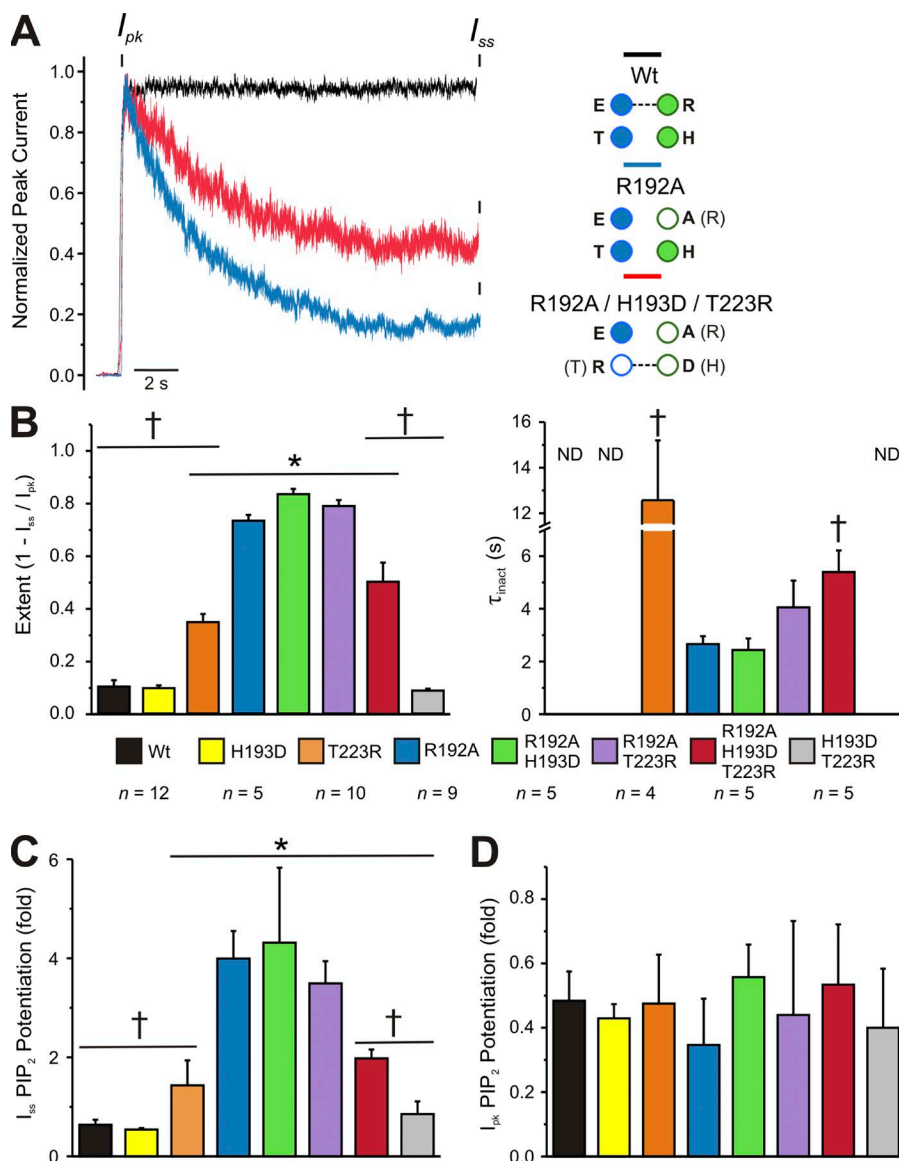 A
I_pk
I_ss
Normalized Peak Current
1.0
0.8
0.6
0.4
0.2
0.0
2 s
Wt
E R
T H
R192A
E A (R)
T H
R192A / H193D / T223R
E A (R)
(T) R D (H)
B
Extent (1 - I_ss / I_pk)
1.0
0.8
0.6
0.4
0.2
0.0
†
*
†
τ_inact (s)
16
14
12
6
4
2
0
ND ND † † ND
Wt
H193D
T223R
R192A
R192A
H193D
R192A
T223R
R192A
H193D
T223R
H193D
T223R
n = 12 n = 5 n = 10 n = 9 n = 5 n = 4 n = 5 n = 5
C
I_ss PIP_2 Potentiation (fold)
6
4
2
0
*
†
†
D
I_pk PIP_2 Potentiation (fold)
0.8
0.6
0.4
0.2
0.0